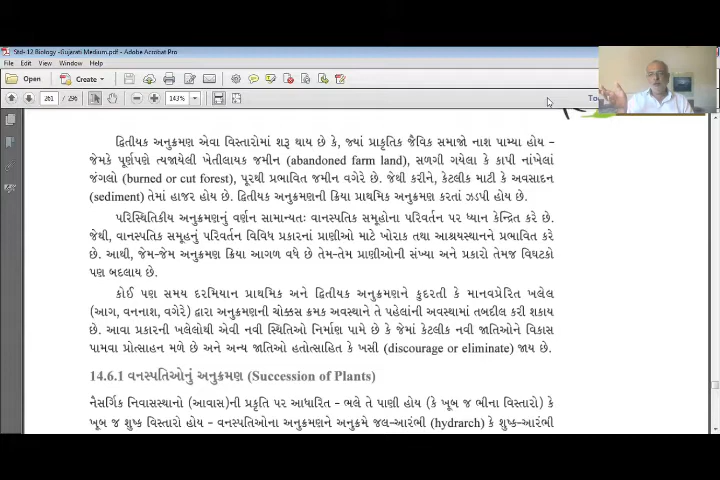 Std- 12 Biology -Gujarati Medium.pdf - Adobe Acrobat Pro
File Edit View Window Help
Open Create
261 / 296 143%
દ્વિતીયક અનુક્રમણ એવા વિસ્તારોમાં શરૂ થાય છે કે, જ્યાં પ્રાકૃતિક જૈવિક સમાજો નાશ પામ્યા હોય -
જેમકે પૂર્ણપણે ત્યજાયેલી ખેતીલાયક જમીન (abandoned farm land), સળગી ગયેલા કે કાપી નાંખેલાં
જંગલો (burned or cut forest), પૂરથી પ્રભાવિત જમીન વગેરે છે. જેથી કરીને, કેટલીક માટી કે અવસાદન
(sediment) તેમાં હાજર હોય છે. દ્વિતીયક અનુક્રમણની ક્રિયા પ્રાથમિક અનુક્રમણ કરતાં ઝડપી હોય છે.
પરિસ્થિતિકીય અનુક્રમણનું વર્ણન સામાન્યતઃ વાનસ્પતિક સમૂહોના પરિવર્તન પર ધ્યાન કેન્દ્રિત કરે છે.
જેથી, વાનસ્પતિક સમૂહનું પરિવર્તન વિવિધ પ્રકારનાં પ્રાણીઓ માટે ખોરાક તથા આશ્રયસ્થાનને પ્રભાવિત કરે
છે. આથી, જેમ-જેમ અનુક્રમણ ક્રિયા આગળ વધે છે તેમ-તેમ પ્રાણીઓની સંખ્યા અને પ્રકારો તેમજ વિઘટકો
પણ બદલાય છે.
કોઈ પણ સમય દરમિયાન પ્રાથમિક અને દ્વિતીયક અનુક્રમણને કુદરતી કે માનવપ્રેરિત ખલેલ
(આગ, વનનાશ, વગેરે) દ્વારા અનુક્રમણની ચોક્કસ ક્રમક અવસ્થાને તે પહેલાંની અવસ્થામાં તબદીલ કરી શકાય
છે. આવા પ્રકારની ખલેલોથી એવી નવી સ્થિતિઓ નિર્માણ પામે છે કે જેમાં કેટલીક નવી જાતિઓને વિકાસ
પામવા પ્રોત્સાહન મળે છે અને અન્ય જાતિઓ હતોત્સાહિત કે ખસી (discourage or eliminate) જાય છે.
14.6.1 વનસ્પતિઓનું અનુક્રમણ (Succession of Plants)
નૈસર્ગિક નિવાસસ્થાનો (આવાસ)ની પ્રકૃતિ પર આધારિત - ભલે તે પાણી હોય (કે ખૂબ જ ભીના વિસ્તારો) કે
ખૂબ જ શુષ્ક વિસ્તારો હોય - વનસ્પતિઓના અનુક્રમણને અનુક્રમે જલ-આરંભી (hydrarch) કે શુષ્ક-આરંભી